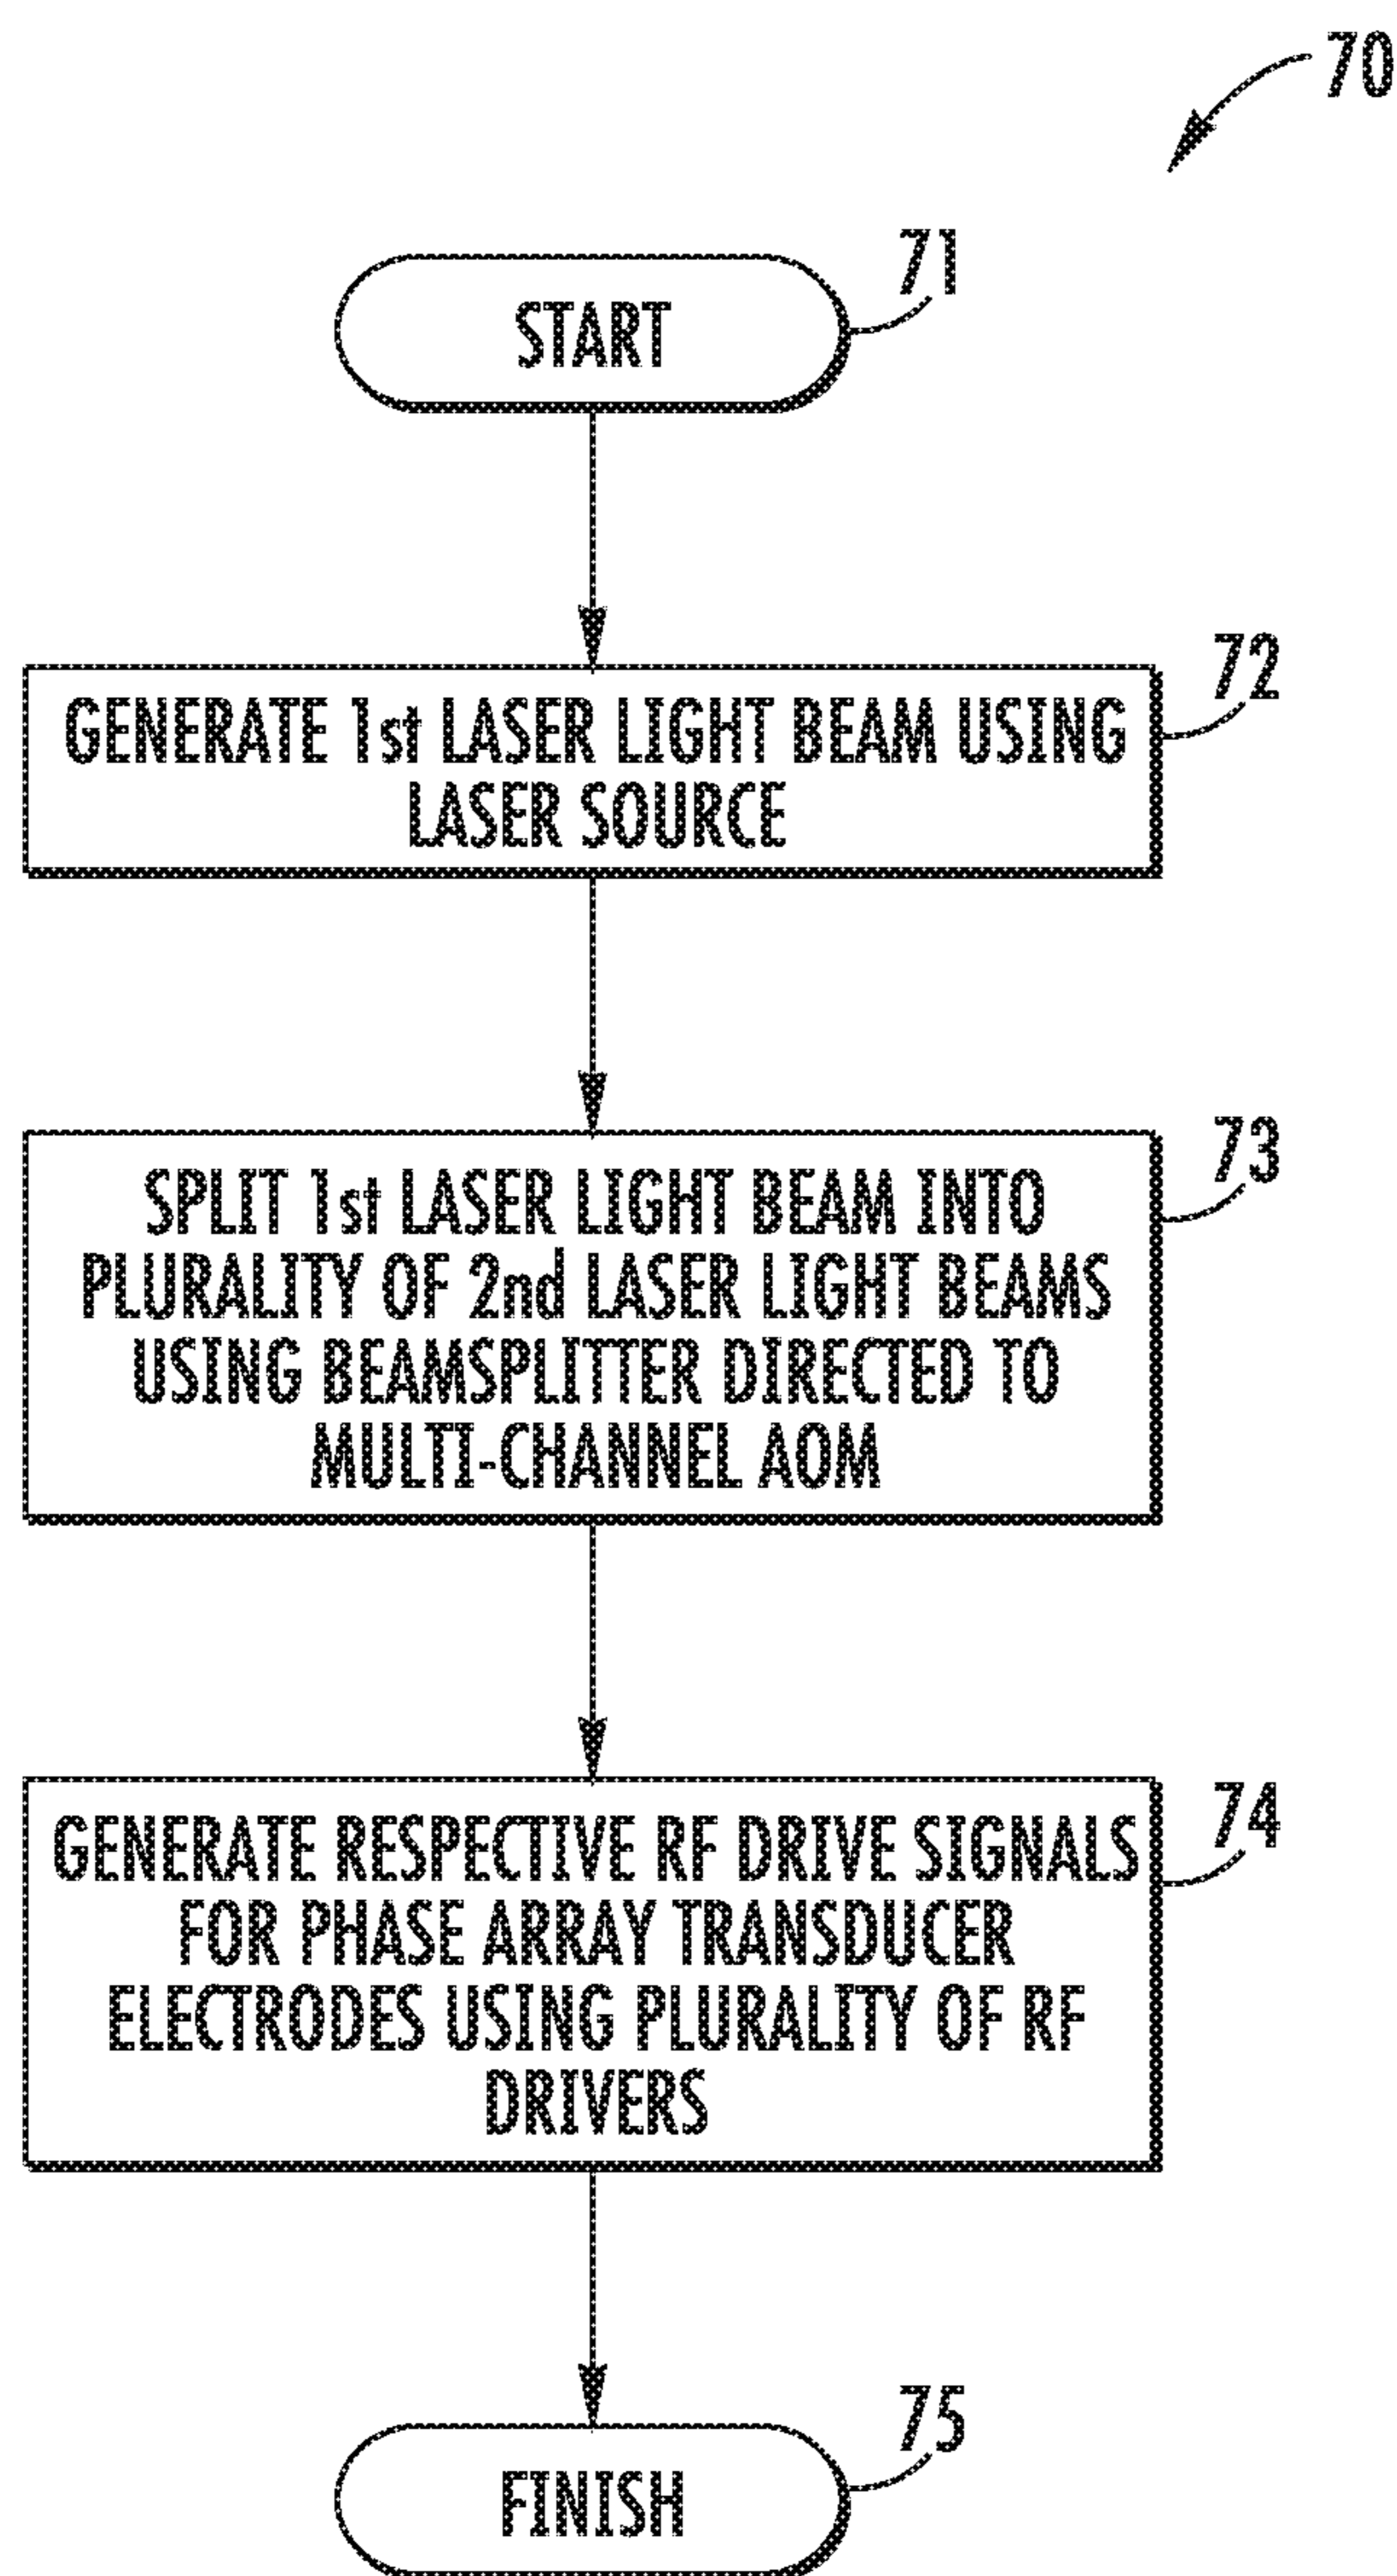 70
71
START
72
GENERATE 1st LASER LIGHT BEAM USING
LASER SOURCE
73
SPLIT 1st LASER LIGHT BEAM INTO
PLURALITY OF 2nd LASER LIGHT BEAMS
USING BEAMSPLITTER DIRECTED TO
MULTI-CHANNEL AOM
74
GENERATE RESPECTIVE RF DRIVE SIGNALS
FOR PHASE ARRAY TRANSDUCER
ELECTRODES USING PLURALITY OF RF
DRIVERS
75
FINISH